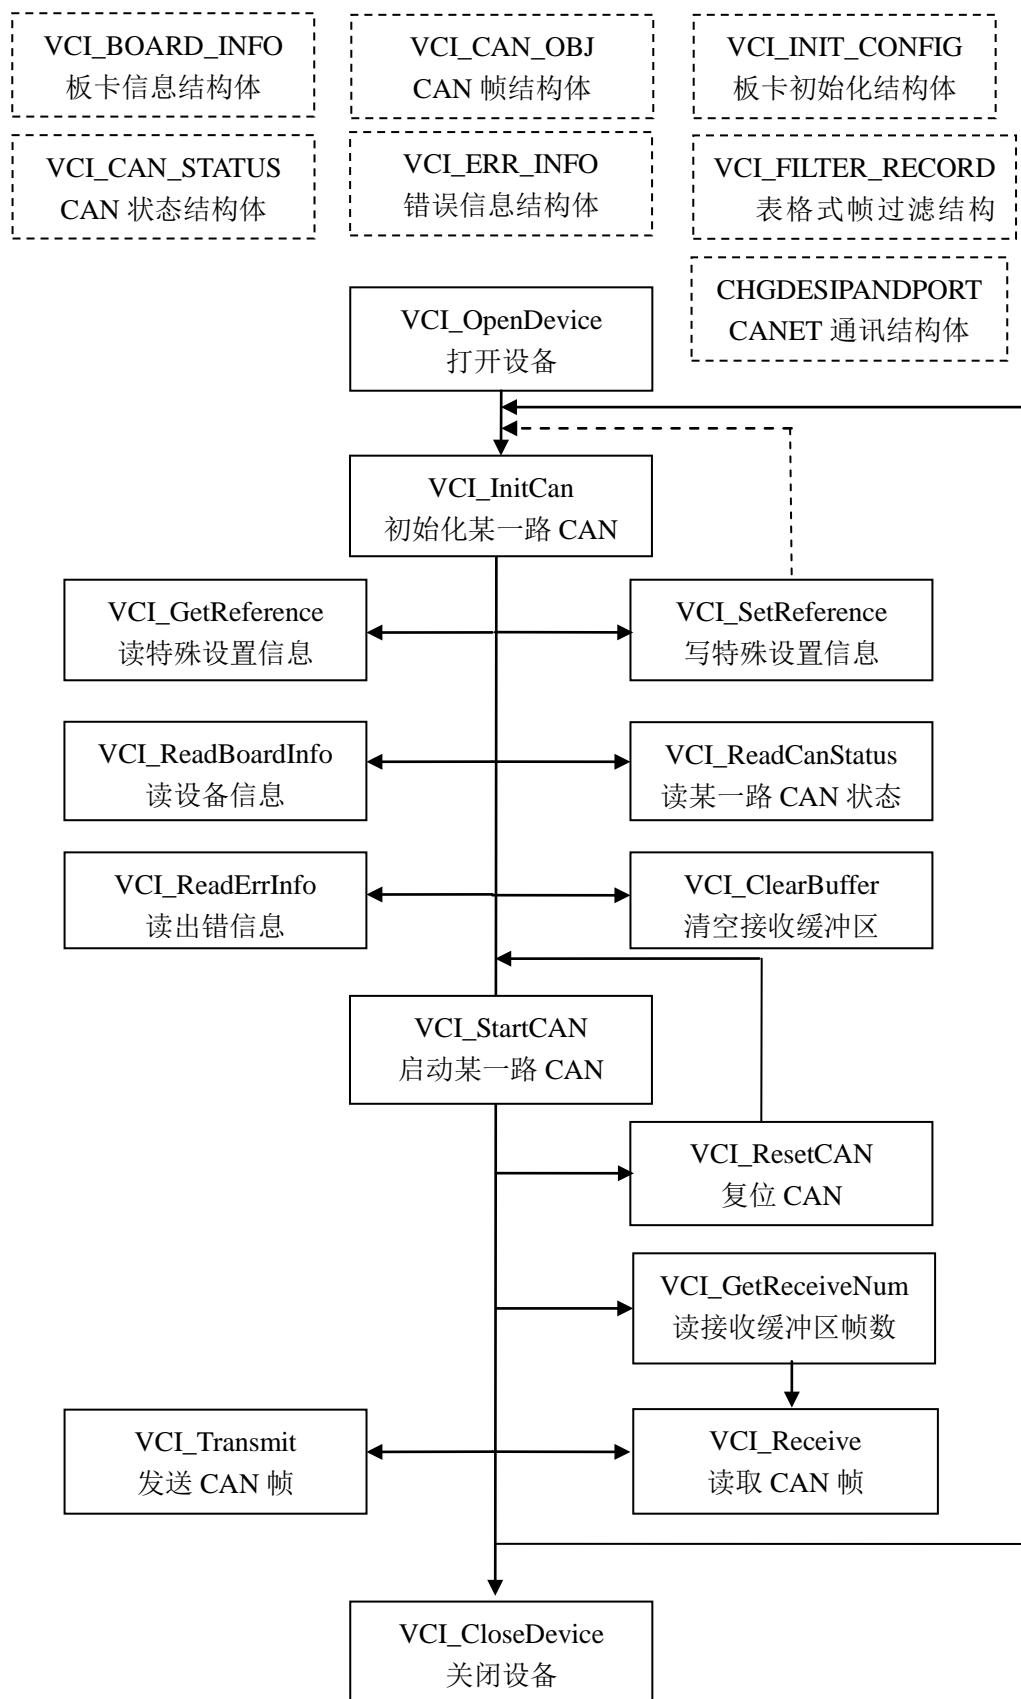 VCI_BOARD_INFO
板卡信息结构体
VCI_CAN_OBJ
CAN 帧结构体
VCI_INIT_CONFIG
板卡初始化结构体
VCI_CAN_STATUS
CAN 状态结构体
VCI_ERR_INFO
错误信息结构体
VCI_FILTER_RECORD
表格式帧过滤结构
CHGDESIPANDPORT
CANET 通讯结构体
VCI_OpenDevice
打开设备
VCI_InitCan
初始化某一路 CAN
VCI_GetReference
读特殊设置信息
VCI_SetReference
写特殊设置信息
VCI_ReadBoardInfo
读设备信息
VCI_ReadCanStatus
读某一路 CAN 状态
VCI_ReadErrInfo
读出错信息
VCI_ClearBuffer
清空接收缓冲区
VCI_StartCAN
启动某一路 CAN
VCI_ResetCAN
复位 CAN
VCI_GetReceiveNum
读接收缓冲区帧数
VCI_Transmit
发送 CAN 帧
VCI_Receive
读取 CAN 帧
VCI_CloseDevice
关闭设备